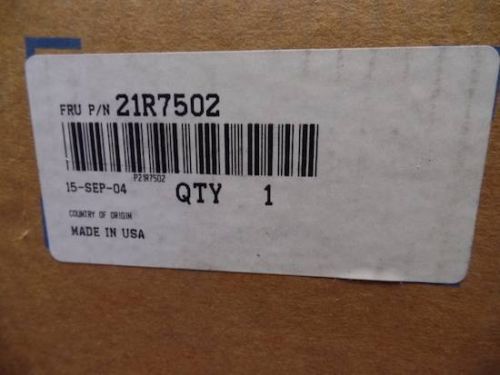 FRU P/N 21R7502
P21R7502
15-SEP-04 QTY 1
COUNTRY OF ORIGIN
MADE IN USA